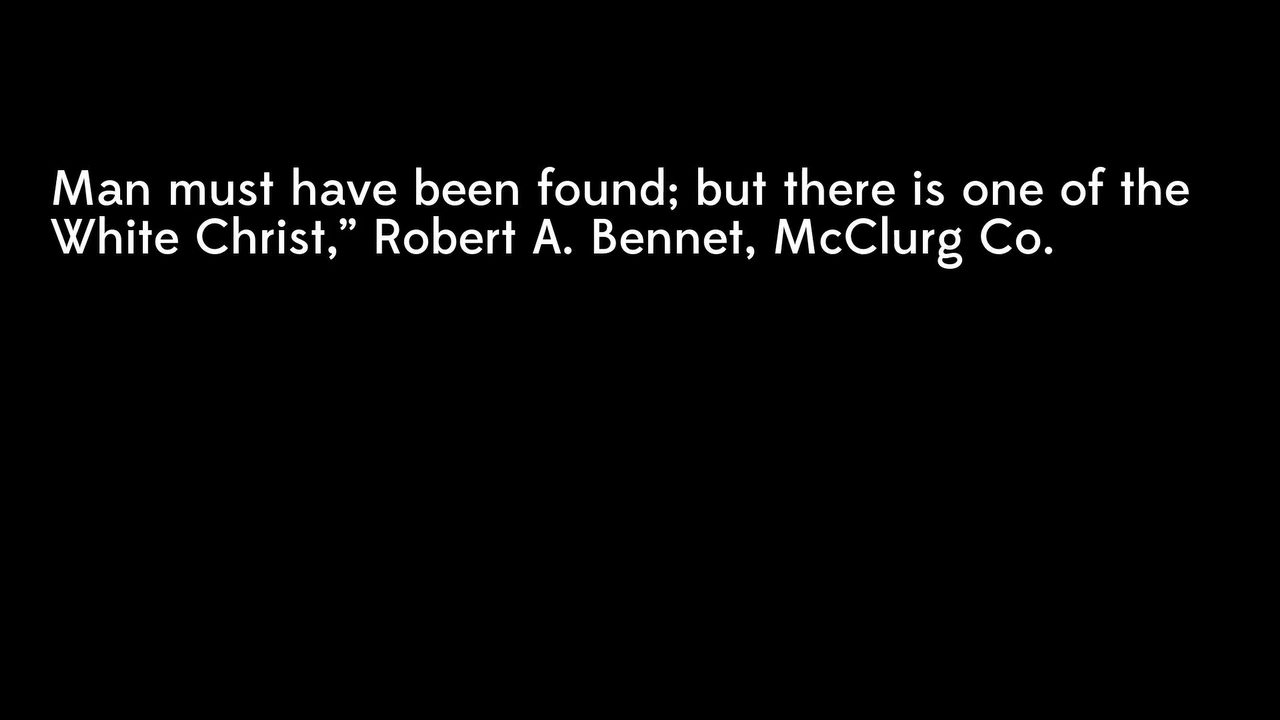 Man must have been found; but there is one of the
White Christ,” Robert A. Bennet, McClurg Co.